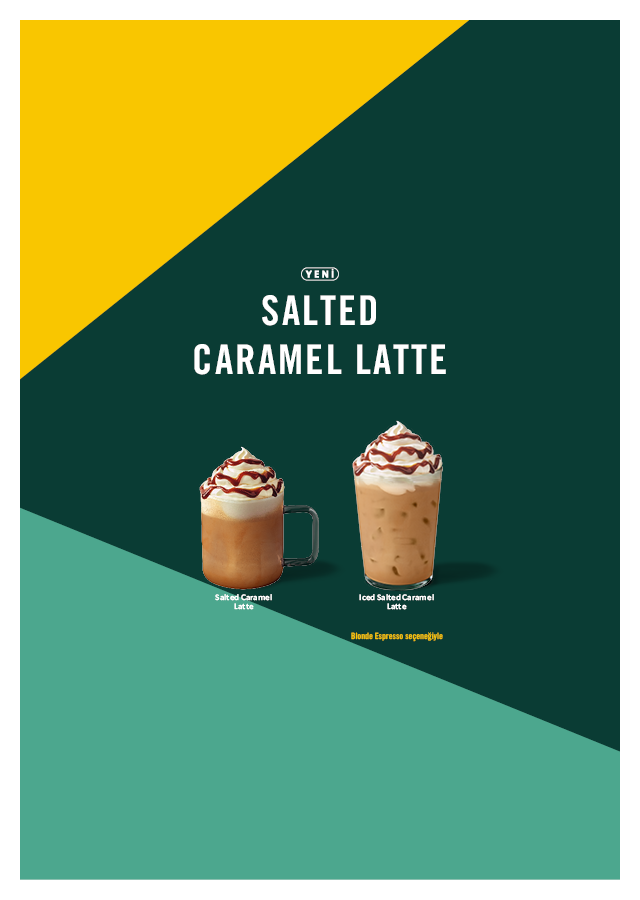 YENİ
SALTED
CARAMEL LATTE
Salted Caramel
Latte
Iced Salted Caramel
Latte
Blonde Espresso seçeneğiyle